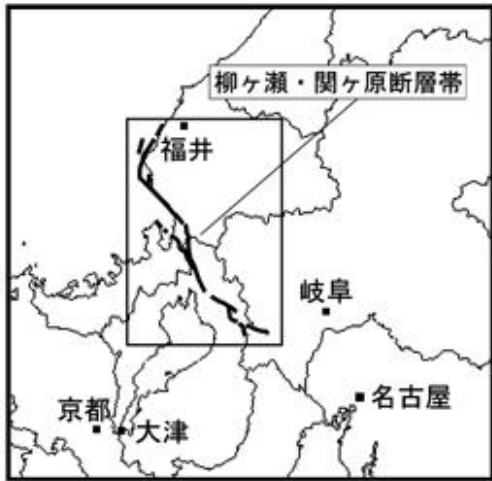 柳ヶ瀬・関ヶ原断層帯
福井
岐阜
名古屋
京都
大津